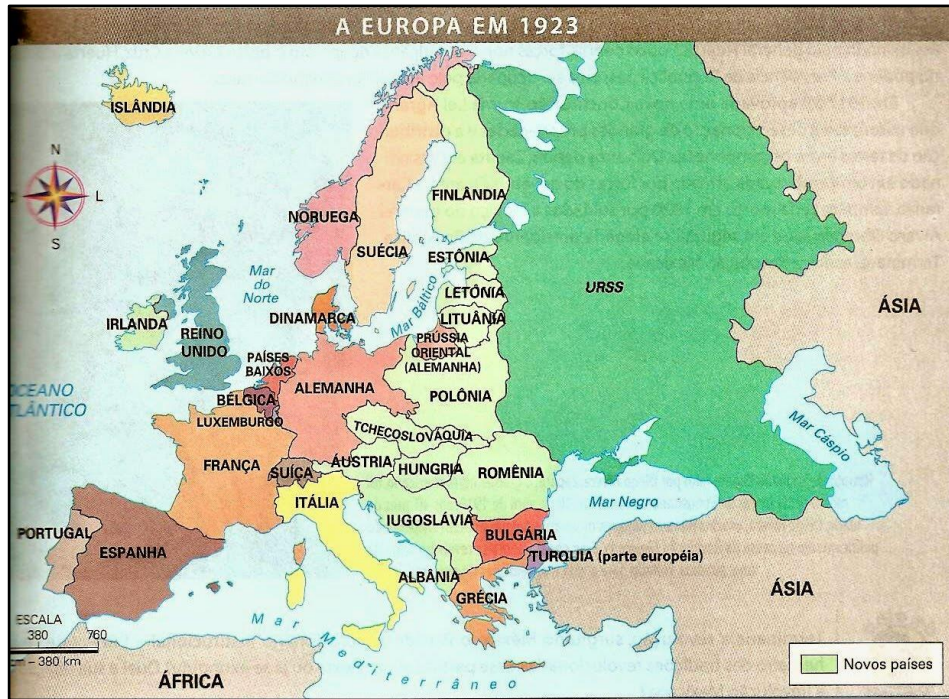 A EUROPA EM 1923
ISLÂNDIA
N
L
S
NORUEGA
SUÉCIA
FINLÂNDIA
Mar
do
Norte
ESTÔNIA
LETÔNIA
LITUÂNIA
Mar Báltico
DINAMARCA
URSS
ÁSIA
IRLANDA
REINO
UNIDO
PAÍSES
BAIXOS
PRÚSSIA
ORIENTAL
(ALEMANHA)
ALEMANHA
POLÔNIA
BÉLGICA
LUXEMBURGO
TCHECOSLOVÁQUIA
Mar Cáspio
FRANÇA
SUÍÇA
ÁUSTRIA
HUNGRIA
ROMÊNIA
ITÁLIA
Mar Negro
IUGOSLÁVIA
BULGÁRIA
PORTUGAL
ESPANHA
TURQUIA (parte européia)
ALBÂNIA
GRÉCIA
ÁSIA
ESCALA
380 760
– 380 km
Mar Mediterrâneo
ÁFRICA
Novos países